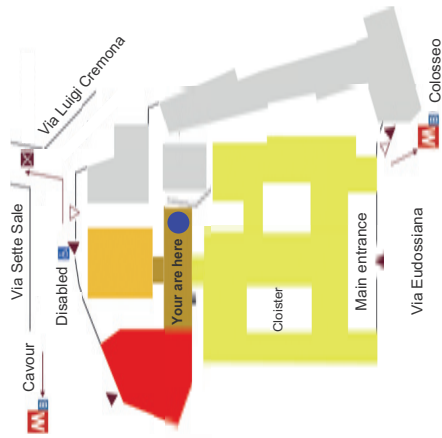 Via Luigi Cremona
Via Sette Sale
Disabled
Cavour
Your are here
Cloister
Main entrance
Via Eudossiana
Colosseo
M
M